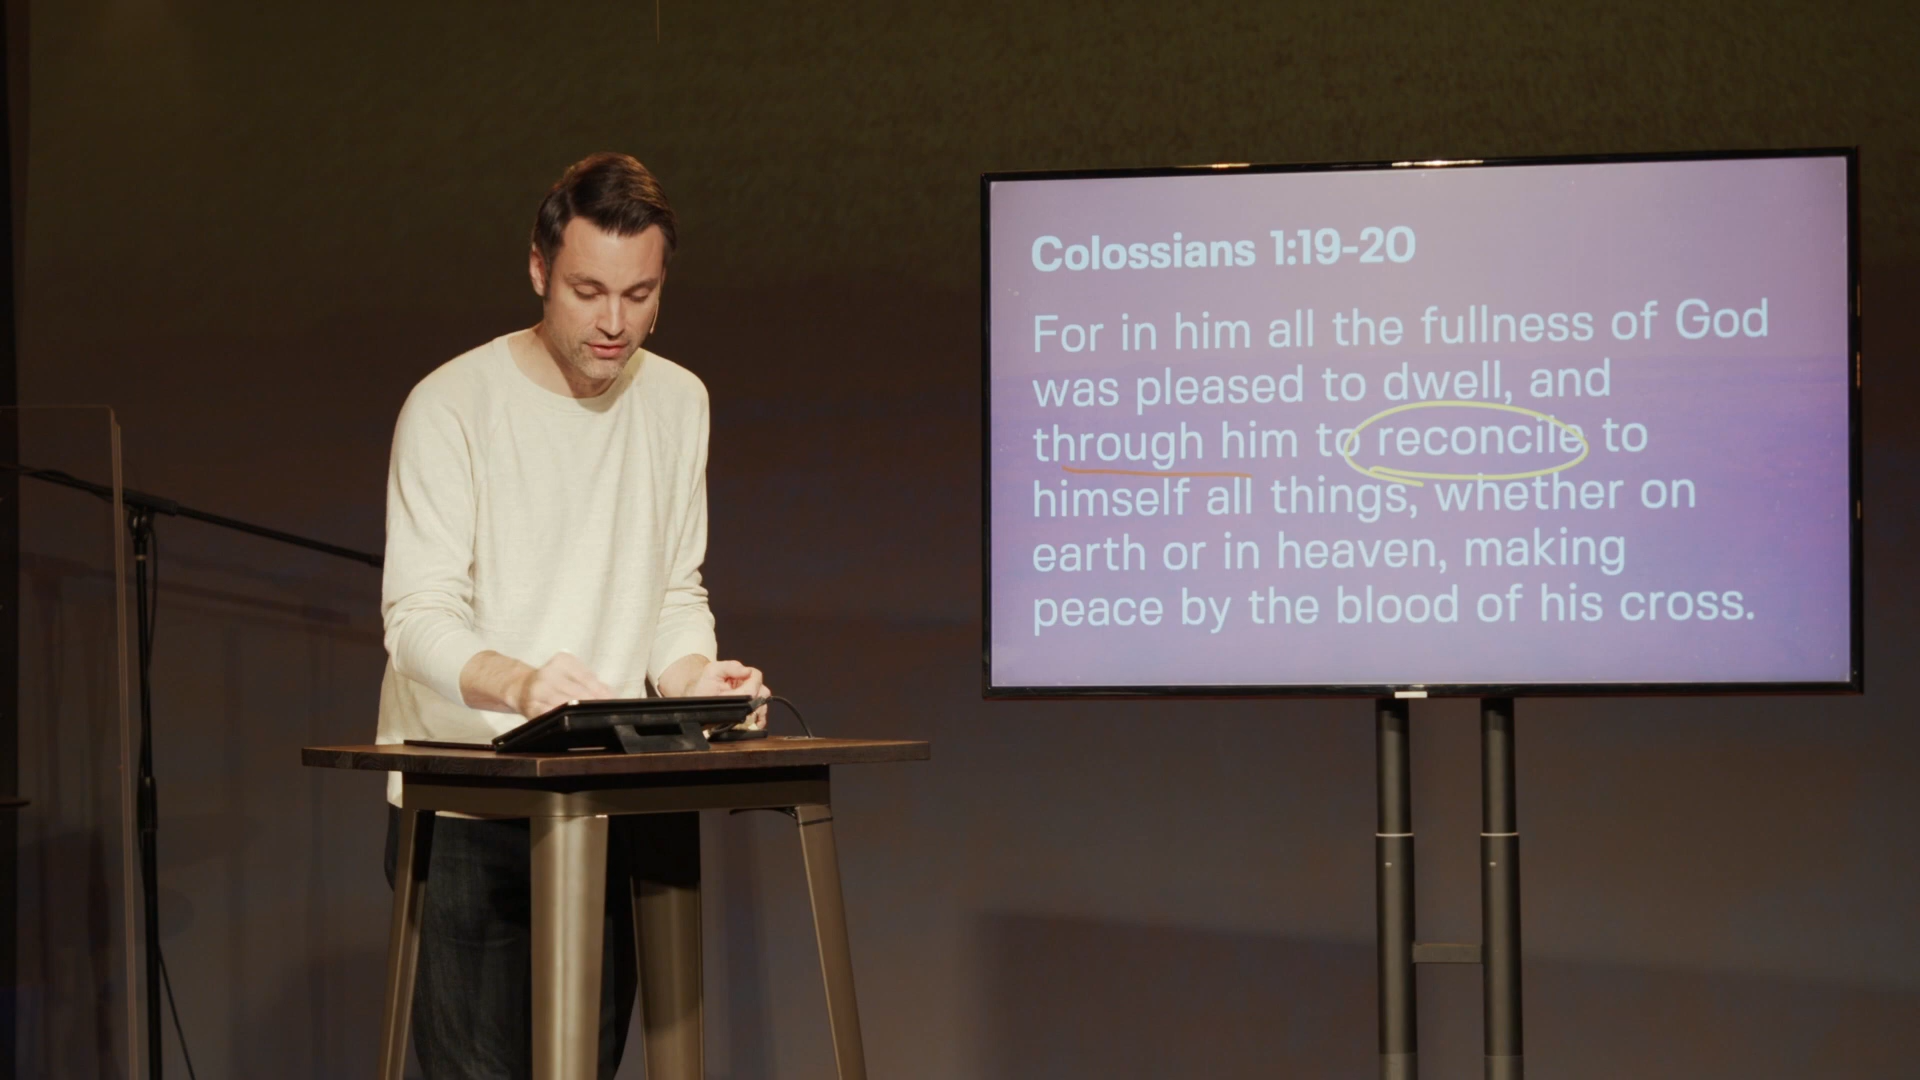 Colossians 1:19-20
For in him all the fullness of God
was pleased to dwell, and
through him to reconcile to
himself all things, whether on
earth or in heaven, making
peace by the blood of his cross.